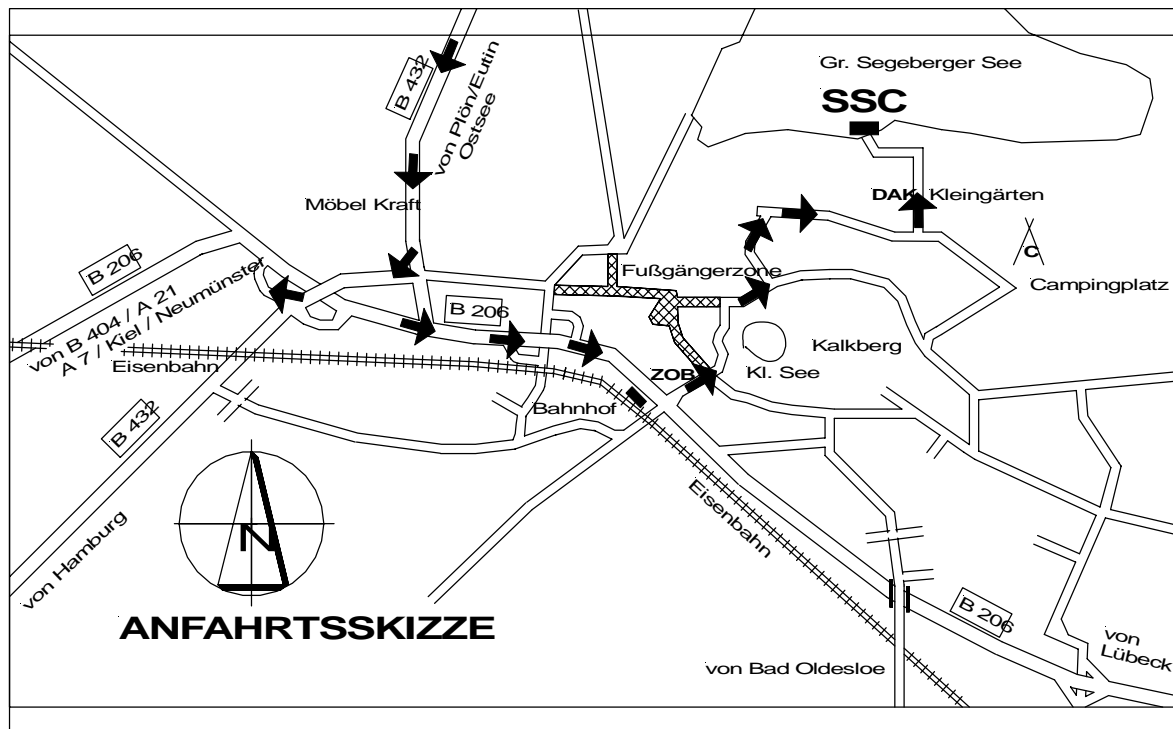 Gr. Segeberger See
SSC
B 432
von Plön/Eutin
Ostsee
Möbel Kraft
DAK Kleingärten
C
Campingplatz
B 206
Fußgängerzone
B 206
von B 404 / A 21
A 7 / Kiel / Neumünster
Eisenbahn
Kalkberg
Kl. See
ZOB
Bahnhof
B 432
Eisenbahn
N
von Hamburg
ANFAHRTSSKIZZE
B 206
von
Lübeck
von Bad Oldesloe